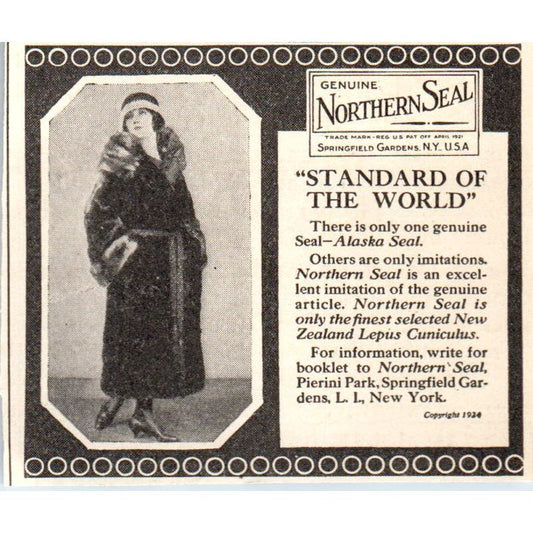 GENUINE
NORTHERN SEAL
TRADE MARK-REG U.S PAT OFF APRIL 1921
SPRINGFIELD GARDENS, N.Y. U.S.A
"STANDARD OF
THE WORLD"
There is only one genuine
Seal—Alaska Seal.
Others are only imitations.
Northern Seal is an excel-
lent imitation of the genuine
article. Northern Seal is
only the finest selected New
Zealand Lepus Cuniculus.
For information, write for
booklet to Northern Seal,
Pierini Park, Springfield Gar-
dens, L. I., New York.
Copyright 1924